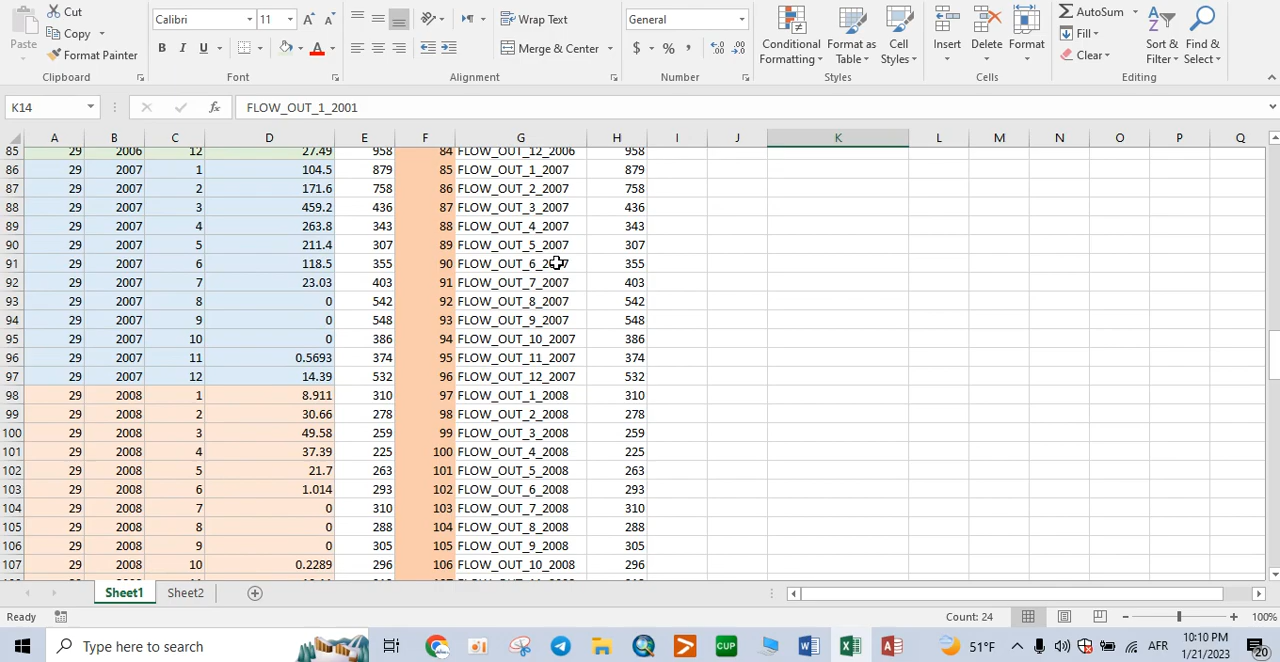 Cut
Copy
Format Painter
Paste
Clipboard
Calibri 11
B I U
Font
Wrap Text
Merge & Center
Alignment
General
$ % ,
Number
Conditional Formatting
Format as Table
Cell Styles
Styles
Insert
Delete
Format
Cells
AutoSum
Fill
Clear
Sort & Filter
Find & Select
Editing
K14 fx FLOW_OUT_1_2001
A B C D E F G H I J K L M N O P Q
85 29 2006 12 27.49 958 84 FLOW_OUT_12_2006 958
86 29 2007 1 104.5 879 85 FLOW_OUT_1_2007 879
87 29 2007 2 171.6 758 86 FLOW_OUT_2_2007 758
88 29 2007 3 459.2 436 87 FLOW_OUT_3_2007 436
89 29 2007 4 263.8 343 88 FLOW_OUT_4_2007 343
90 29 2007 5 211.4 307 89 FLOW_OUT_5_2007 307
91 29 2007 6 118.5 355 90 FLOW_OUT_6_2007 355
92 29 2007 7 23.03 403 91 FLOW_OUT_7_2007 403
93 29 2007 8 0 542 92 FLOW_OUT_8_2007 542
94 29 2007 9 0 548 93 FLOW_OUT_9_2007 548
95 29 2007 10 0 386 94 FLOW_OUT_10_2007 386
96 29 2007 11 0.5693 374 95 FLOW_OUT_11_2007 374
97 29 2007 12 14.39 532 96 FLOW_OUT_12_2007 532
98 29 2008 1 8.911 310 97 FLOW_OUT_1_2008 310
99 29 2008 2 30.66 278 98 FLOW_OUT_2_2008 278
100 29 2008 3 49.58 259 99 FLOW_OUT_3_2008 259
101 29 2008 4 37.39 225 100 FLOW_OUT_4_2008 225
102 29 2008 5 21.7 263 101 FLOW_OUT_5_2008 263
103 29 2008 6 1.014 293 102 FLOW_OUT_6_2008 293
104 29 2008 7 0 310 103 FLOW_OUT_7_2008 310
105 29 2008 8 0 288 104 FLOW_OUT_8_2008 288
106 29 2008 9 0 305 105 FLOW_OUT_9_2008 305
107 29 2008 10 0.2289 296 106 FLOW_OUT_10_2008 296
Sheet1 Sheet2
Ready Count: 24 100%
Type here to search
CUP
51°F
AFR
10:10 PM
1/21/2023
20